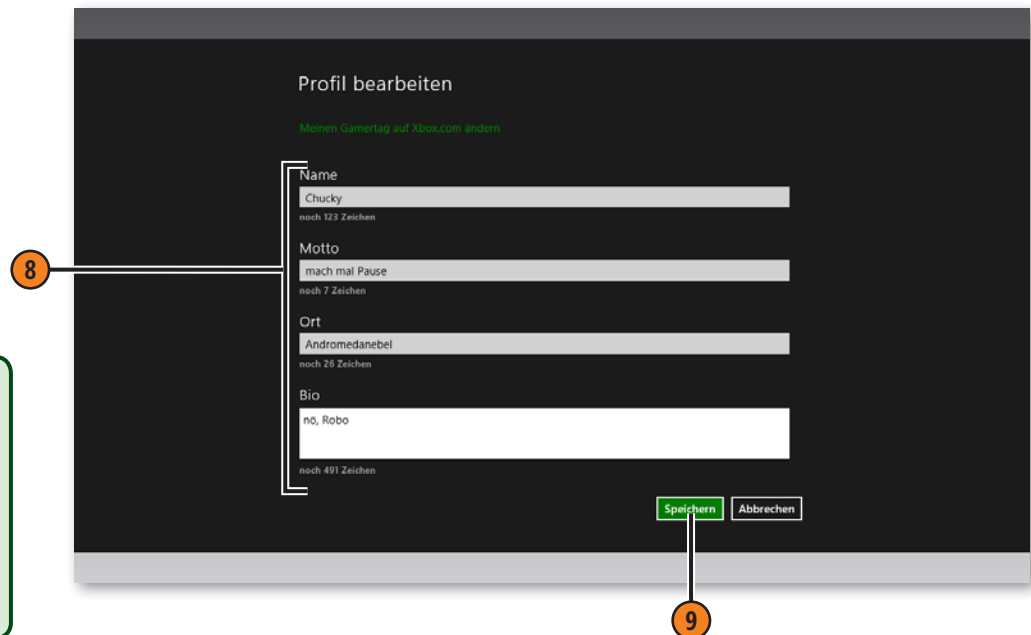 Profil bearbeiten
Meinen Gamertag auf Xbox.com ändern
Name
Chucky
noch 123 Zeichen
Motto
mach mal Pause
noch 7 Zeichen
8
Ort
Andromedanebel
noch 26 Zeichen
Bio
nö, Robo
noch 491 Zeichen
Speichern Abbrechen
9